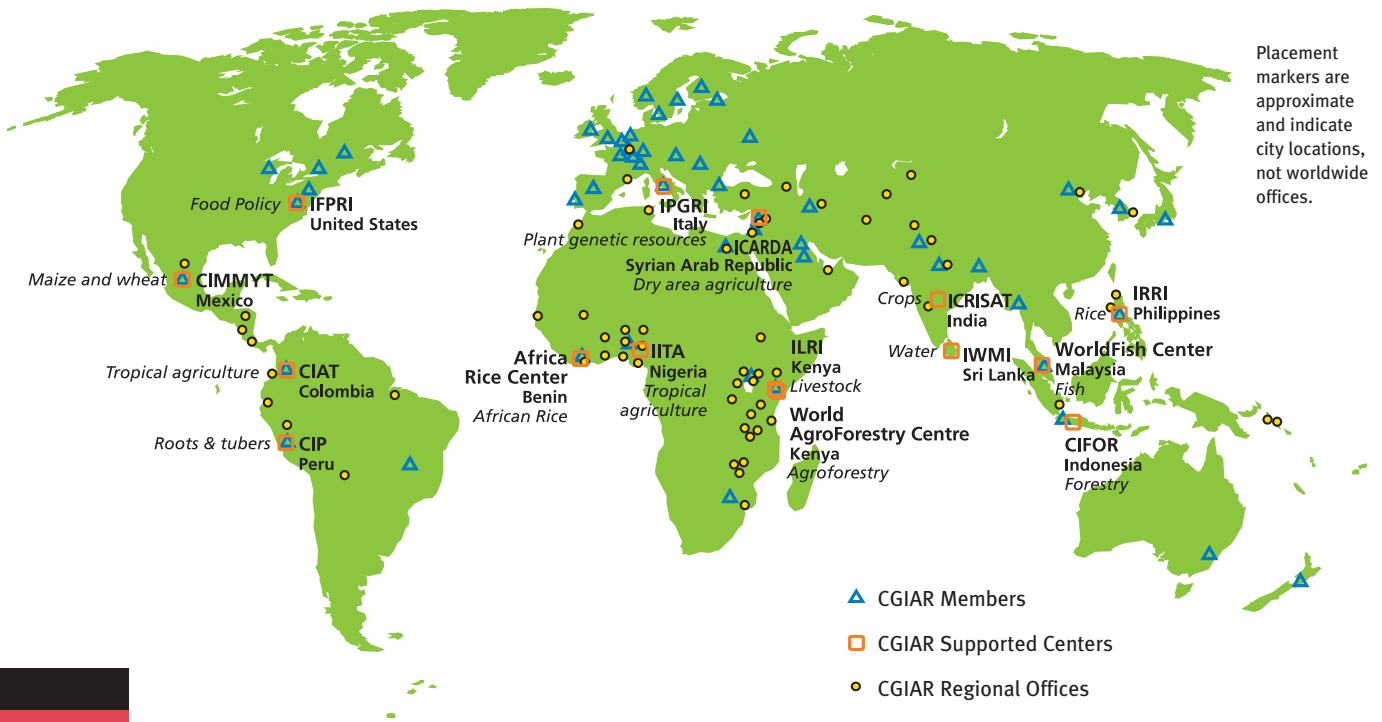 Placement
markers are
approximate
and indicate
city locations,
not worldwide
offices.
Food Policy
IFPRI
United States
Maize and wheat
CIMMYT
Mexico
Tropical agriculture
CIAT
Colombia
Roots & tubers
CIP
Peru
IPGRI
Italy
Plant genetic resources
ICARDA
Syrian Arab Republic
Dry area agriculture
Africa
Rice Center
Benin
African Rice
IITA
Nigeria
Tropical
agriculture
ILRI
Kenya
Livestock
World
AgroForestry Centre
Kenya
Agroforestry
Crops
ICRISAT
India
Water
IWMI
Sri Lanka
Rice
IRRI
Philippines
WorldFish Center
Malaysia
Fish
CIFOR
Indonesia
Forestry
CGIAR Members
CGIAR Supported Centers
CGIAR Regional Offices